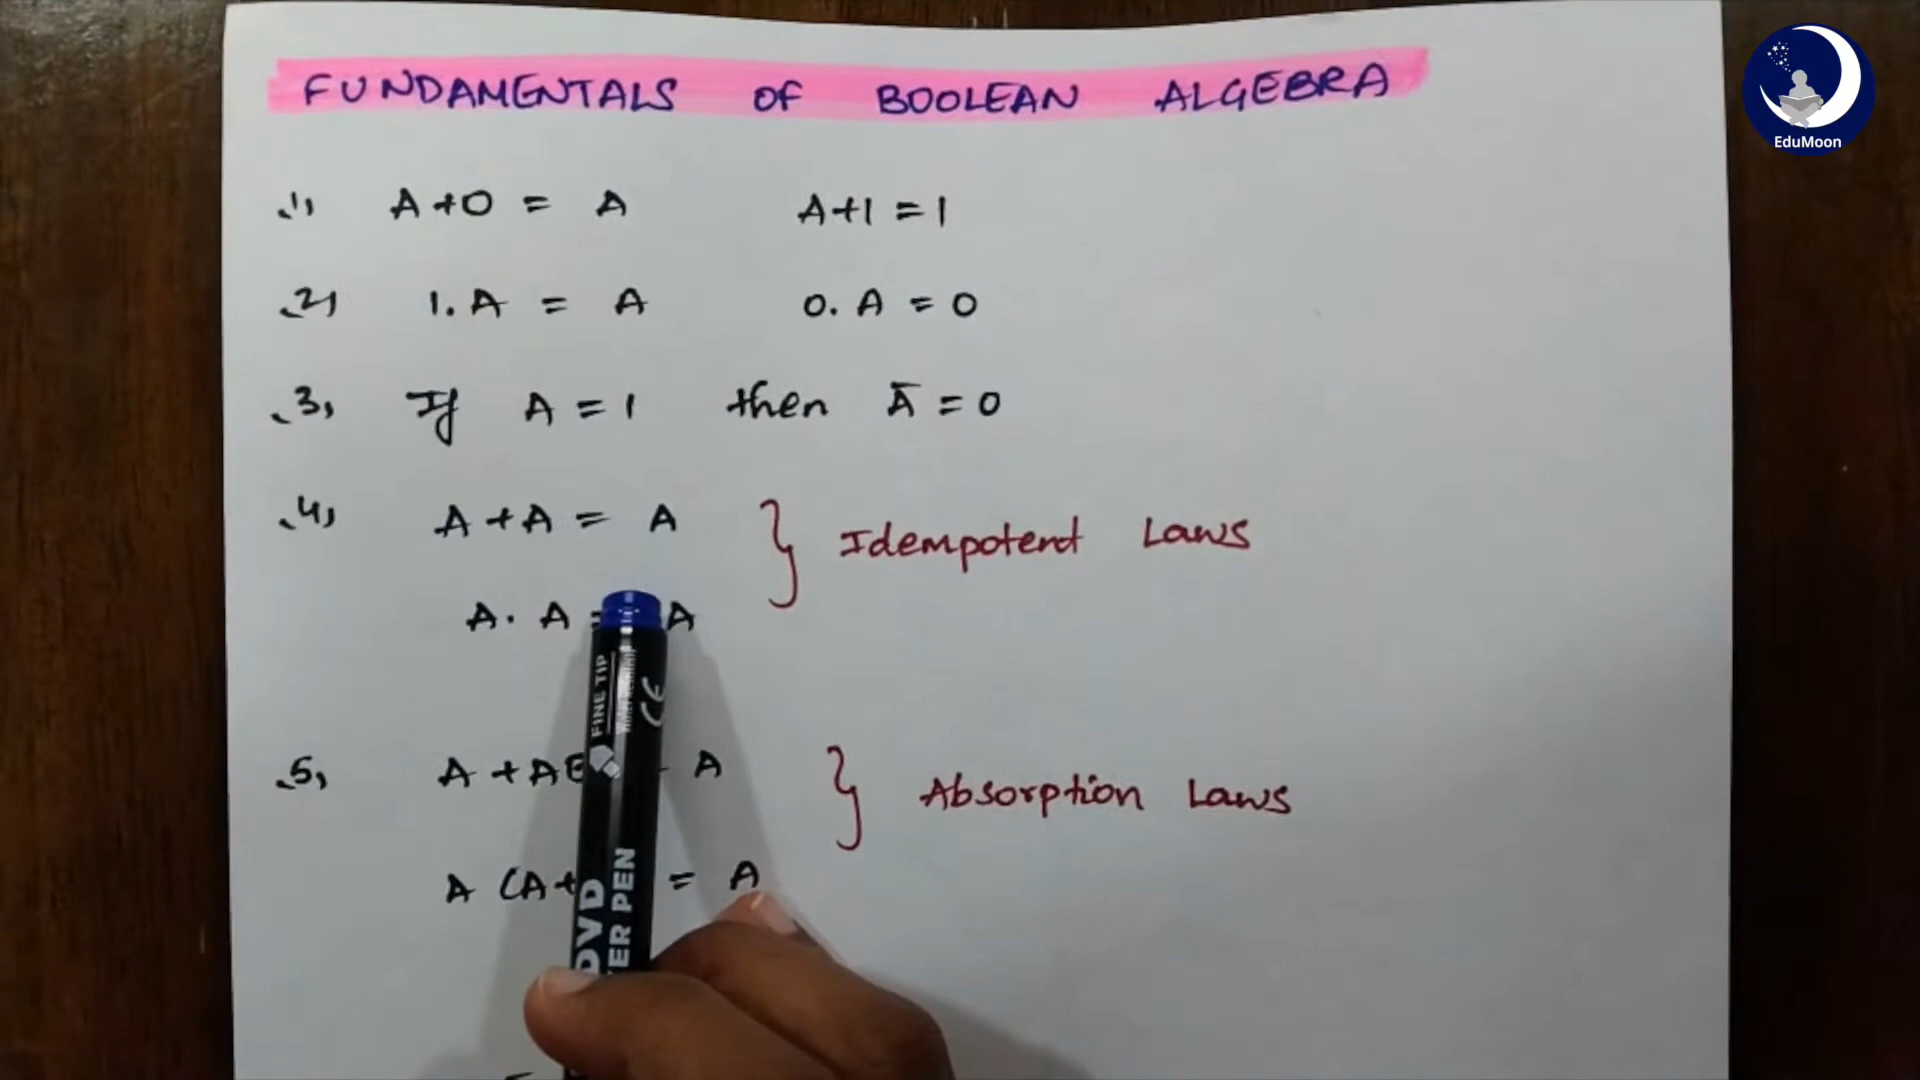 FUNDAMENTALS OF BOOLEAN ALGEBRA
EduMoon
1, A+0 = A A+1 = 1
2, 1. A = A 0. A = 0
3, If A = 1 then Ā = 0
4, A + A = A } Idempotent Laws
A. A = A
5, A + A A } Absorption Laws
A (A+ = A
FINE TIP
CE
DVD
PEN